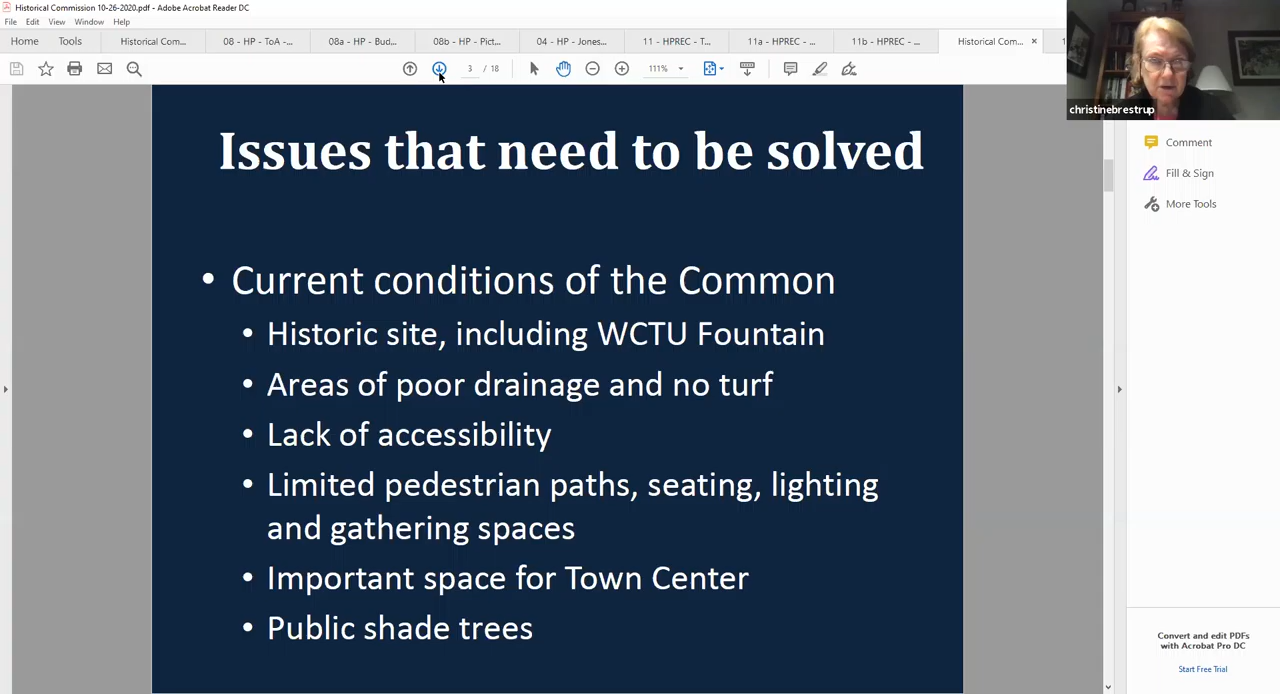 Historical Commission 10-26-2020.pdf - Adobe Acrobat Reader DC
File Edit View Window Help
Home Tools Historical Com... 08 - HP - ToA -... 08a - HP - Bud... 08b - HP - Pict... 04 - HP - Jones... 11 - HPREC - T... 11a - HPREC - ... 11b - HPREC - ... Historical Com... ×
3 / 18 111%
christinebrestrup
Comment
Fill & Sign
More Tools
Issues that need to be solved
• Current conditions of the Common
• Historic site, including WCTU Fountain
• Areas of poor drainage and no turf
• Lack of accessibility
• Limited pedestrian paths, seating, lighting
and gathering spaces
• Important space for Town Center
• Public shade trees
Convert and edit PDFs
with Acrobat Pro DC
Start Free Trial